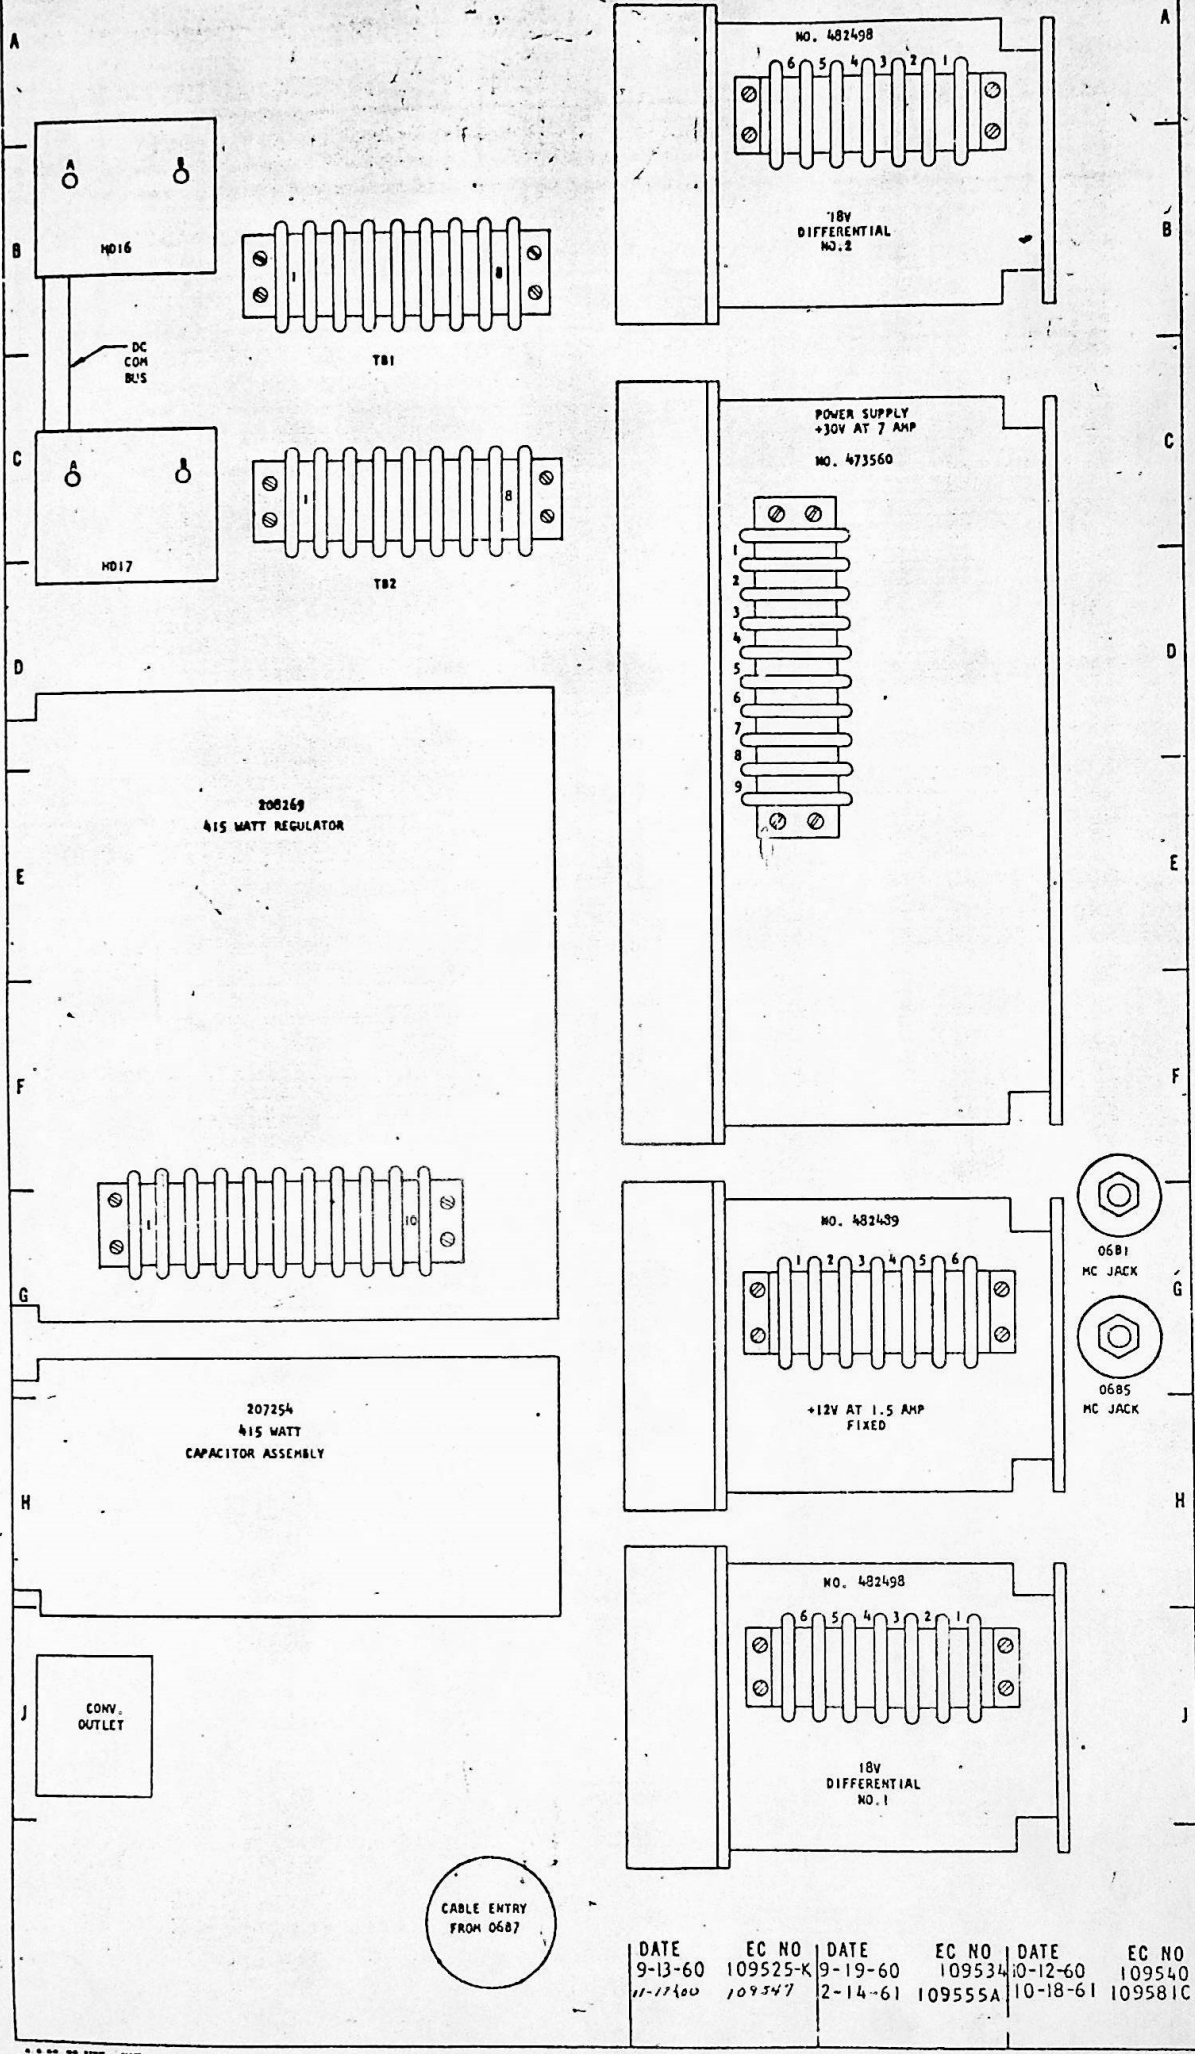 A
A
NO. 482498
6 5 4 3 2 1
18V
DIFFERENTIAL
NO.2
A B
HD16
B
B
1 8
TB1
DC
COM
BUS
POWER SUPPLY
+30V AT 7 AMP
NO. 473560
C
C
A B
HD17
1 8
TB2
1
2
3
4
5
6
7
8
9
D
D
208269
415 WATT REGULATOR
E
E
F
F
1 10
NO. 482439
1 2 3 4 5 6
+12V AT 1.5 AMP
FIXED
0681
MC JACK
G
G
0685
MC JACK
207254
415 WATT
CAPACITOR ASSEMBLY
H
H
NO. 482498
6 5 4 3 2 1
18V
DIFFERENTIAL
NO.1
CONV.
OUTLET
J
J
CABLE ENTRY
FROM 0687
DATE EC NO DATE EC NO DATE EC NO
9-13-60 109525-K 9-19-60 109534 10-12-60 109540
109547 2-14-61 109555A 10-18-61 109581C